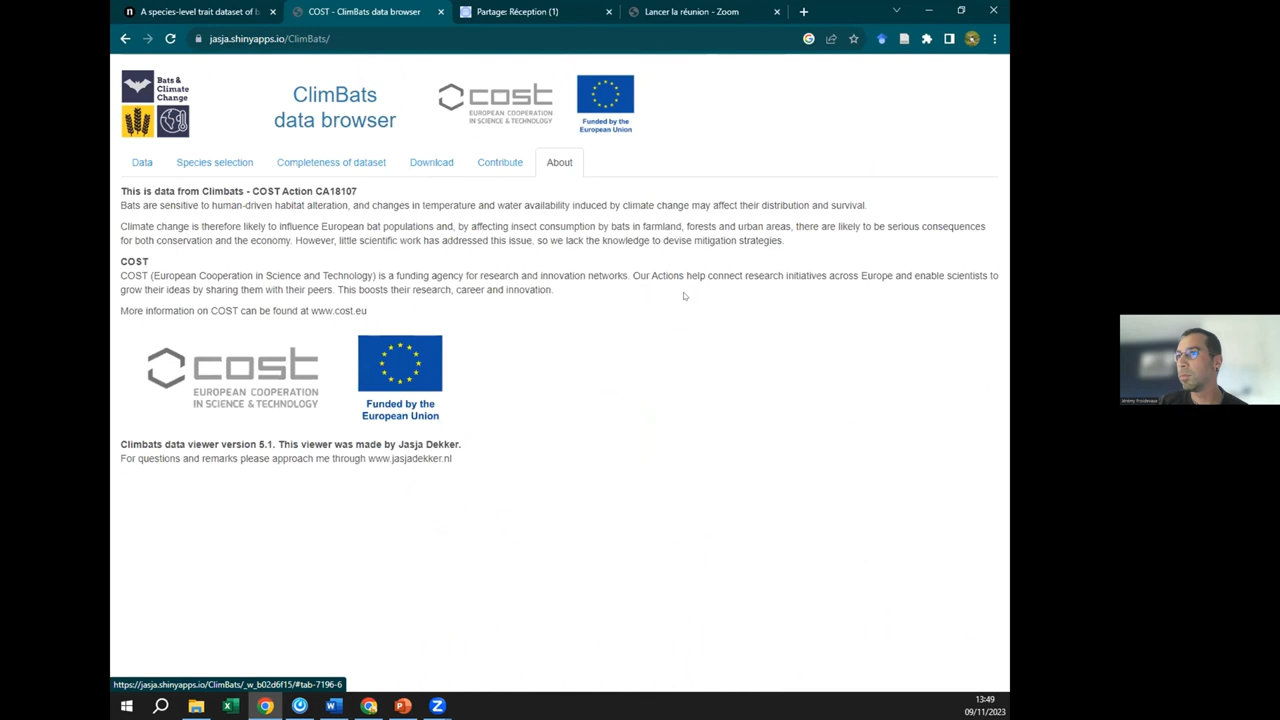 A species-level trait dataset of b
COST - ClimBats data browser
Partage: Réception (1)
Lancer la réunion - Zoom
jasja.shinyapps.io/ClimBats/
Bats &
Climate
Change
ClimBats
data browser
cost
EUROPEAN COOPERATION
IN SCIENCE & TECHNOLOGY
Funded by the
European Union
Data
Species selection
Completeness of dataset
Download
Contribute
About
This is data from Climbats - COST Action CA18107
Bats are sensitive to human-driven habitat alteration, and changes in temperature and water availability induced by climate change may affect their distribution and survival.
Climate change is therefore likely to influence European bat populations and, by affecting insect consumption by bats in farmland, forests and urban areas, there are likely to be serious consequences
for both conservation and the economy. However, little scientific work has addressed this issue, so we lack the knowledge to devise mitigation strategies.
COST
COST (European Cooperation in Science and Technology) is a funding agency for research and innovation networks. Our Actions help connect research initiatives across Europe and enable scientists to
grow their ideas by sharing them with their peers. This boosts their research, career and innovation.
More information on COST can be found at www.cost.eu
cost
EUROPEAN COOPERATION
IN SCIENCE & TECHNOLOGY
Funded by the
European Union
Climbats data viewer version 5.1. This viewer was made by Jasja Dekker.
For questions and remarks please approach me through www.jasjadekker.nl
https://jasja.shinyapps.io/ClimBats/_w_b02d6f15/#tab-7196-6
13:49
09/11/2023